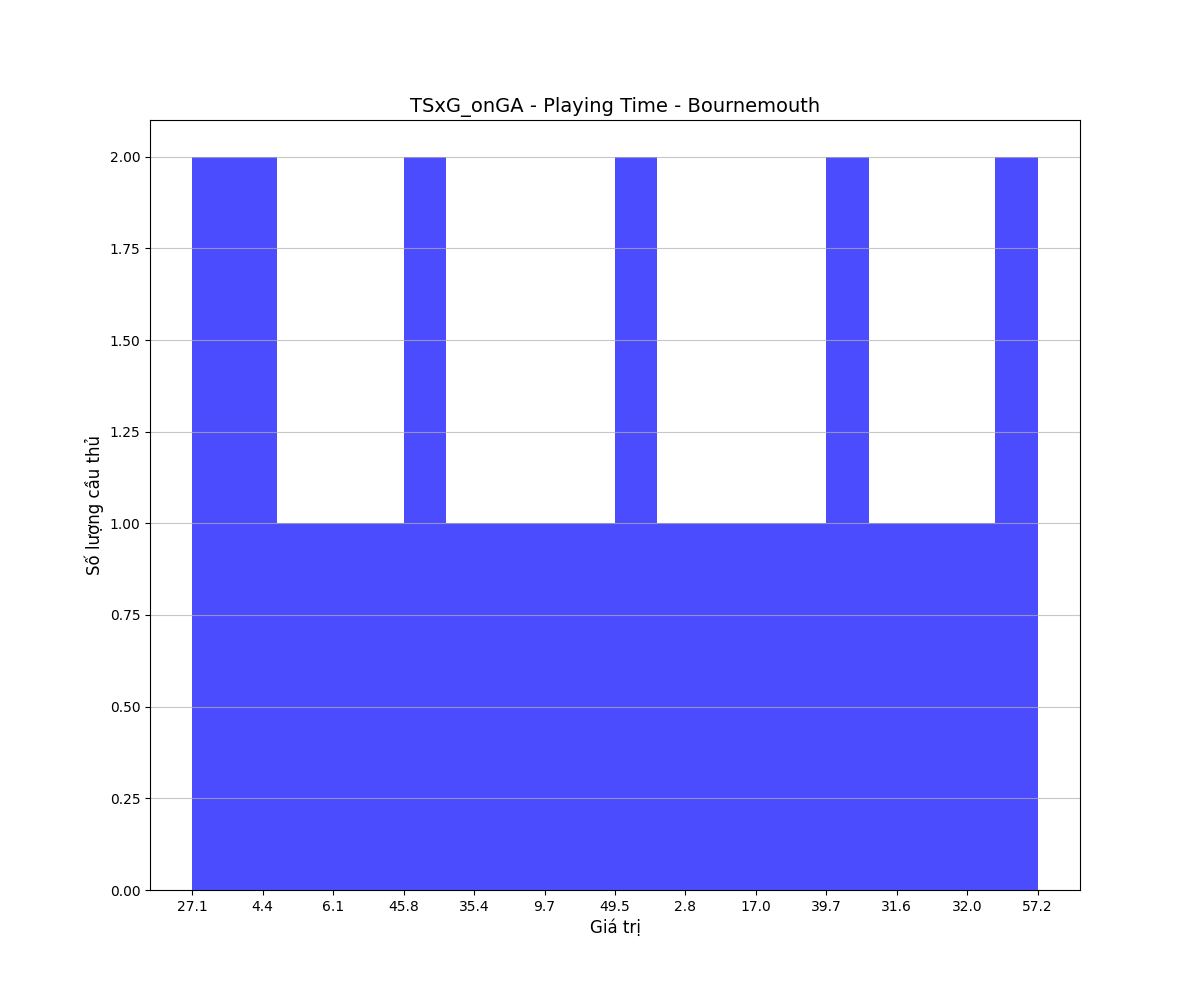 TSxG_onGA - Playing Time - Bournemouth
Số lượng cầu thủ
2.00
1.75
1.50
1.25
1.00
0.75
0.50
0.25
0.00
27.1 4.4 6.1 45.8 35.4 9.7 49.5 2.8 17.0 39.7 31.6 32.0 57.2
Giá trị